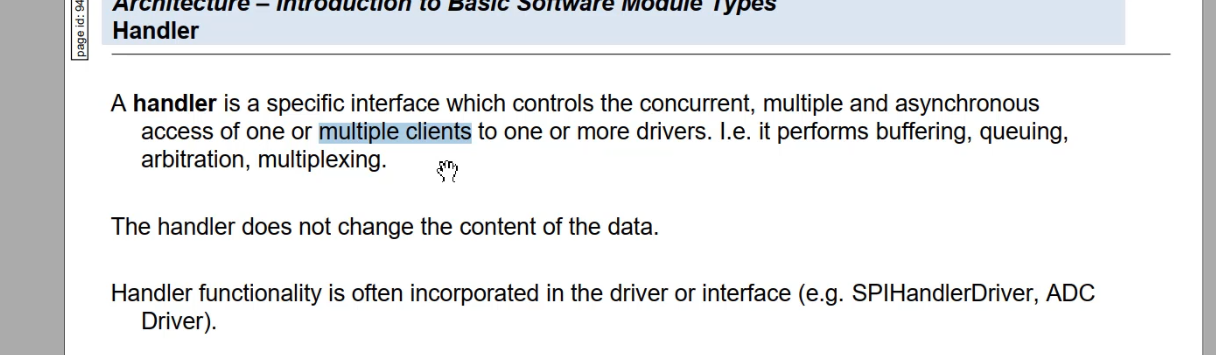 page id: 94
Architecture – Introduction to Basic Software Module Types
Handler
A handler is a specific interface which controls the concurrent, multiple and asynchronous
access of one or multiple clients to one or more drivers. I.e. it performs buffering, queuing,
arbitration, multiplexing.
The handler does not change the content of the data.
Handler functionality is often incorporated in the driver or interface (e.g. SPIHandlerDriver, ADC
Driver).